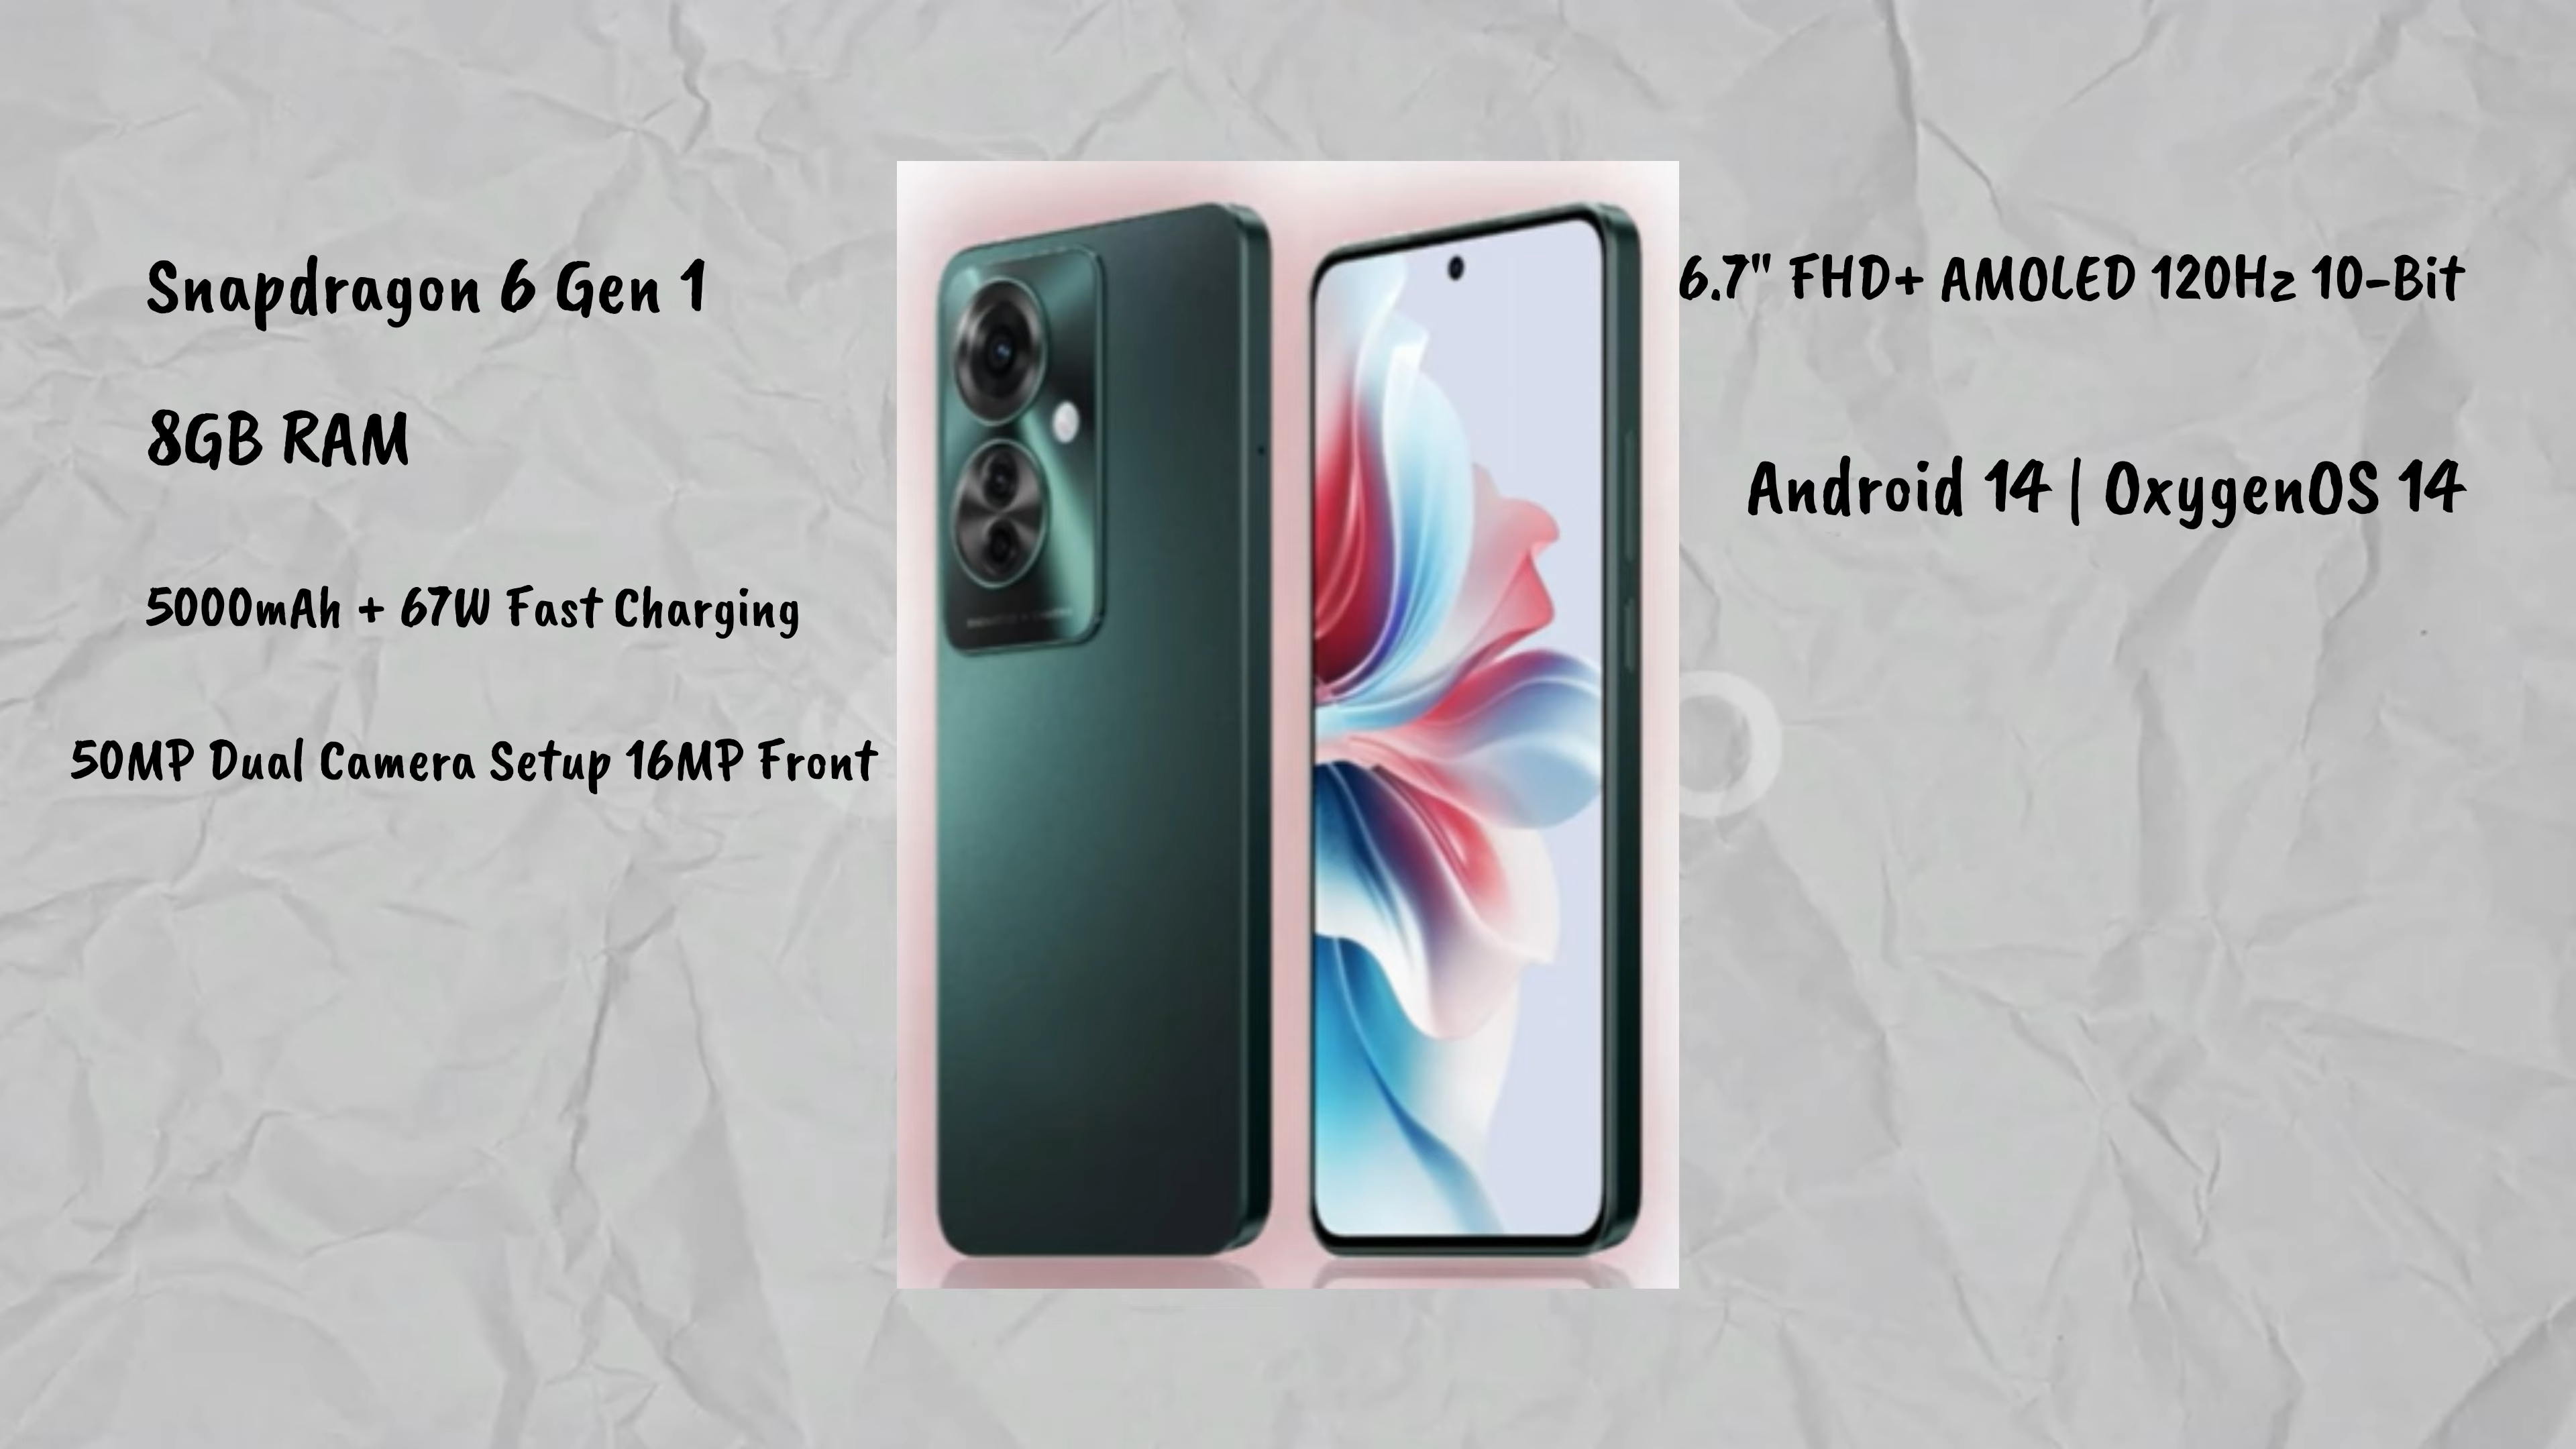 Snapdragon 6 Gen 1
8GB RAM
5000mAh + 67W Fast Charging
50MP Dual Camera Setup 16MP Front
6.7" FHD+ AMOLED 120Hz 10-Bit
Android 14 | OxygenOS 14